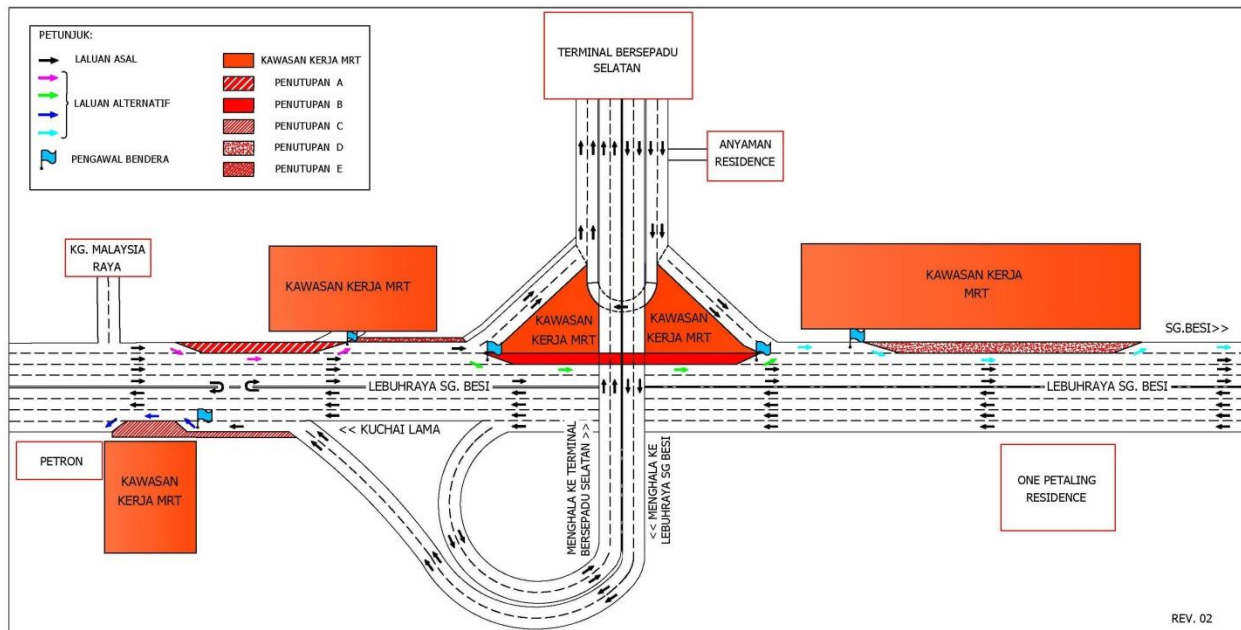 PETUNJUK:
LALUAN ASAL
LALUAN ALTERNATIF
PENGAWAL BENDERA
KAWASAN KERJA MRT
PENUTUPAN A
PENUTUPAN B
PENUTUPAN C
PENUTUPAN D
PENUTUPAN E
TERMINAL BERSEPADU
SELATAN
ANYAMAN
RESIDENCE
KG. MALAYSIA
RAYA
KAWASAN KERJA MRT
KAWASAN
KERJA MRT
KAWASAN
KERJA MRT
KAWASAN KERJA
MRT
SG.BESI>>
LEBUHRAYA SG. BESI
LEBUHRAYA SG. BESI
<< KUCHAI LAMA
PETRON
KAWASAN
KERJA MRT
MENGHALA KE TERMINAL
BERSEPADU SELATAN >>
<< MENGHALA KE
LEBUHRAYA SG BESI
ONE PETALING
RESIDENCE
REV. 02